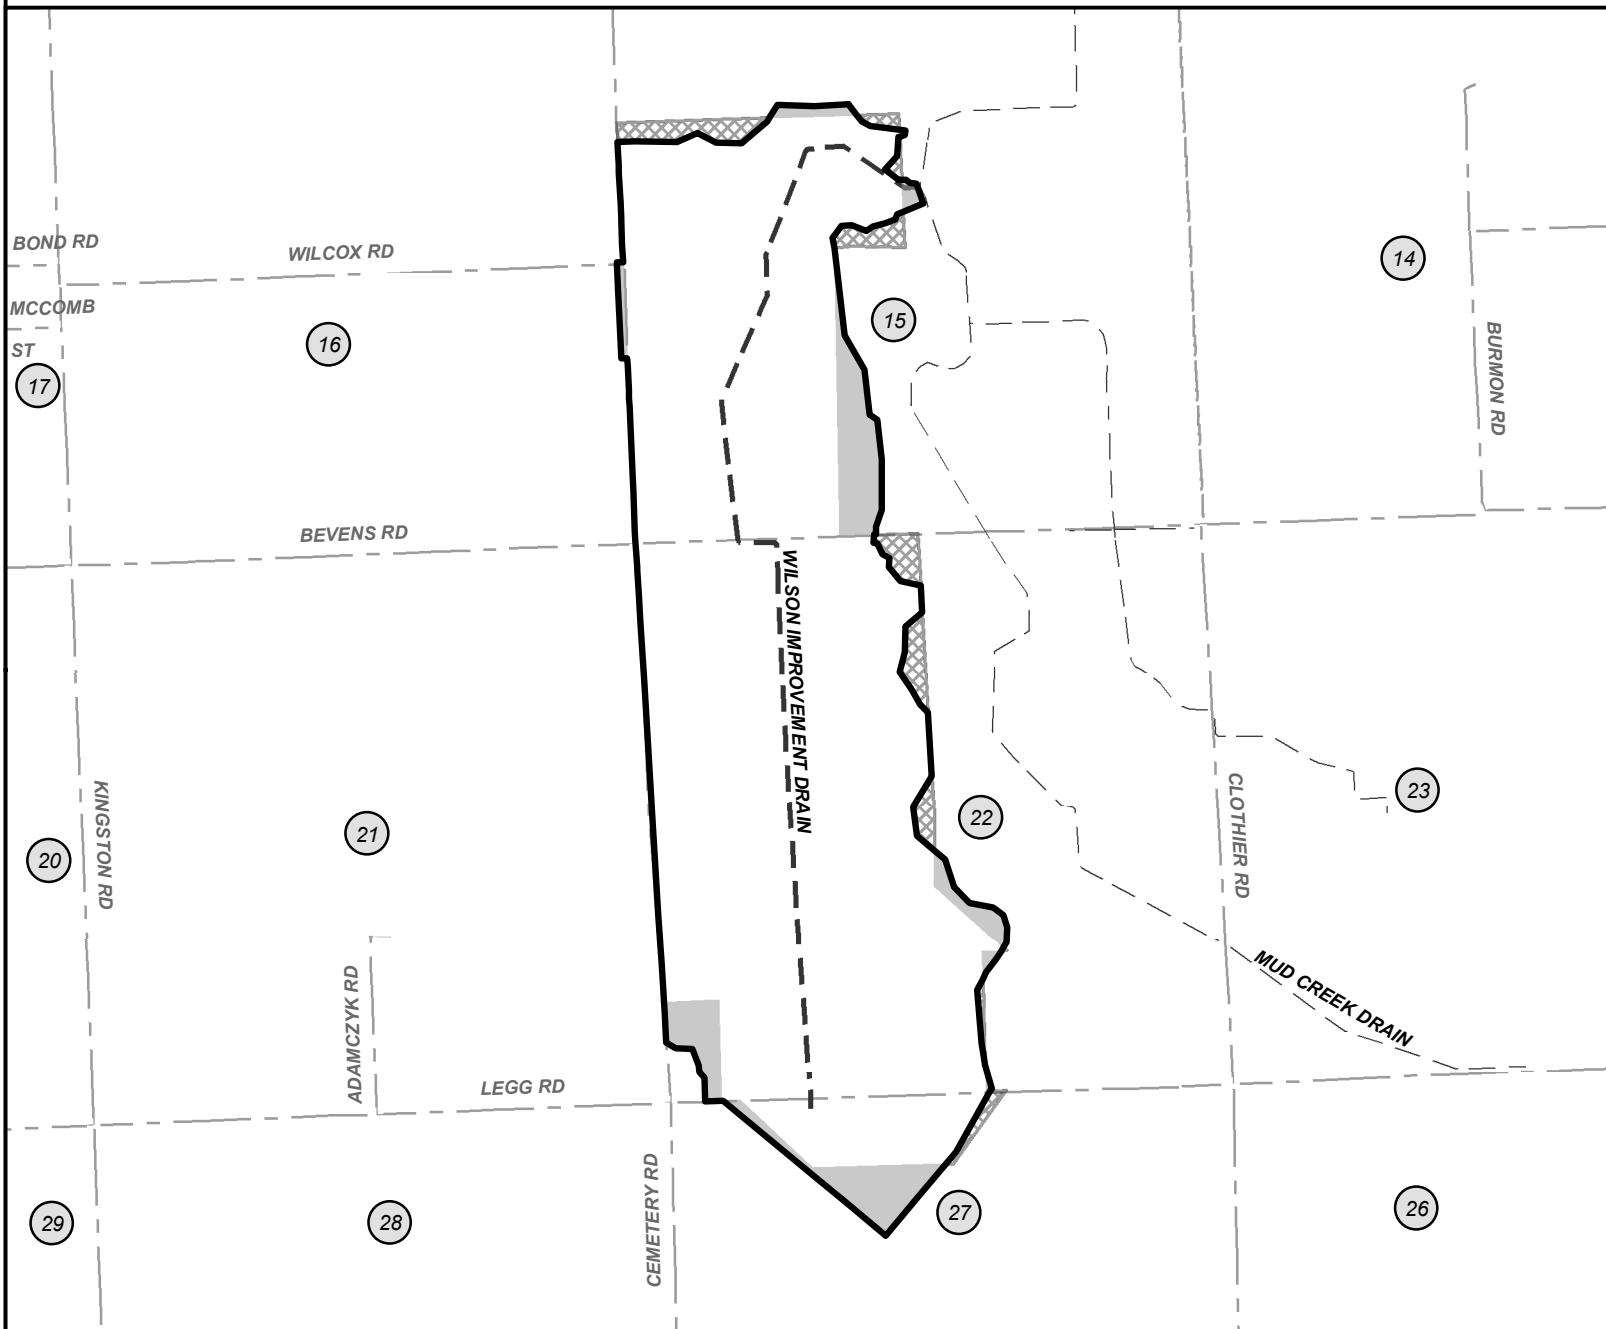 BOND RD
WILCOX RD
14
MCCOMB
ST
15
16
BURMON RD
17
BEVENS RD
WILSON IMPROVEMENT DRAIN
KINGSTON RD
CLOTHIER RD
23
22
21
20
MUD CREEK DRAIN
ADAMCZYK RD
LEGG RD
CEMETERY RD
29
28
27
26